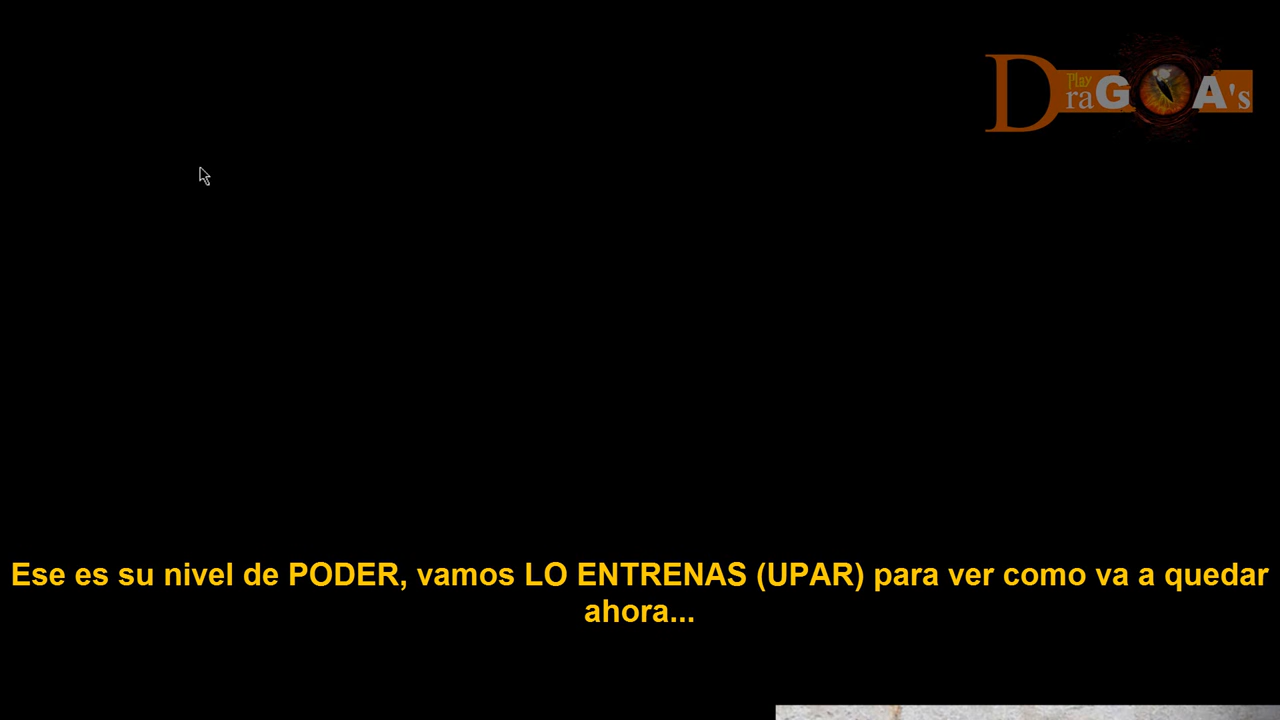 Play
DraGOA's
Ese es su nivel de PODER, vamos LO ENTRENAS (UPAR) para ver como va a quedar
ahora...